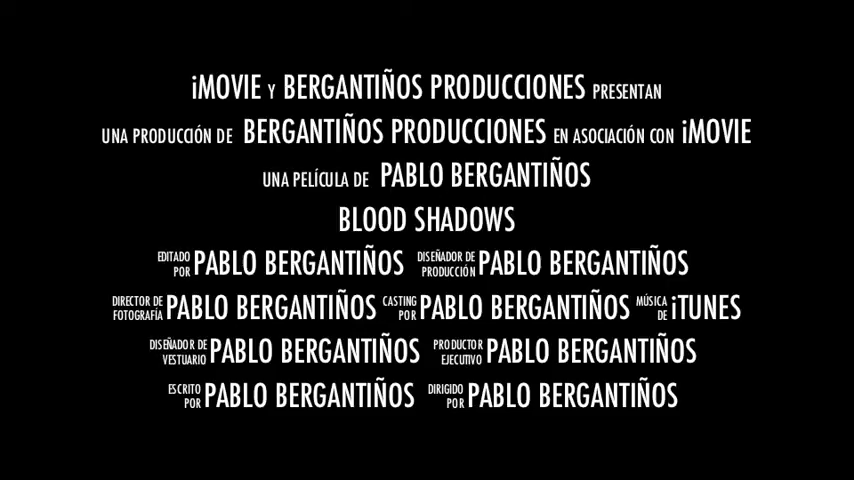 iMOVIE Y BERGANTIÑOS PRODUCCIONES PRESENTAN
UNA PRODUCCIÓN DE BERGANTIÑOS PRODUCCIONES EN ASOCIACIÓN CON iMOVIE
UNA PELÍCULA DE PABLO BERGANTIÑOS
BLOOD SHADOWS
EDITADO POR PABLO BERGANTIÑOS DISEÑADOR DE PRODUCCIÓN PABLO BERGANTIÑOS
DIRECTOR DE FOTOGRAFÍA PABLO BERGANTIÑOS CASTING POR PABLO BERGANTIÑOS MÚSICA DE iTUNES
DISEÑADOR DE VESTUARIO PABLO BERGANTIÑOS PRODUCTOR EJECUTIVO PABLO BERGANTIÑOS
ESCRITO POR PABLO BERGANTIÑOS DIRIGIDO POR PABLO BERGANTIÑOS